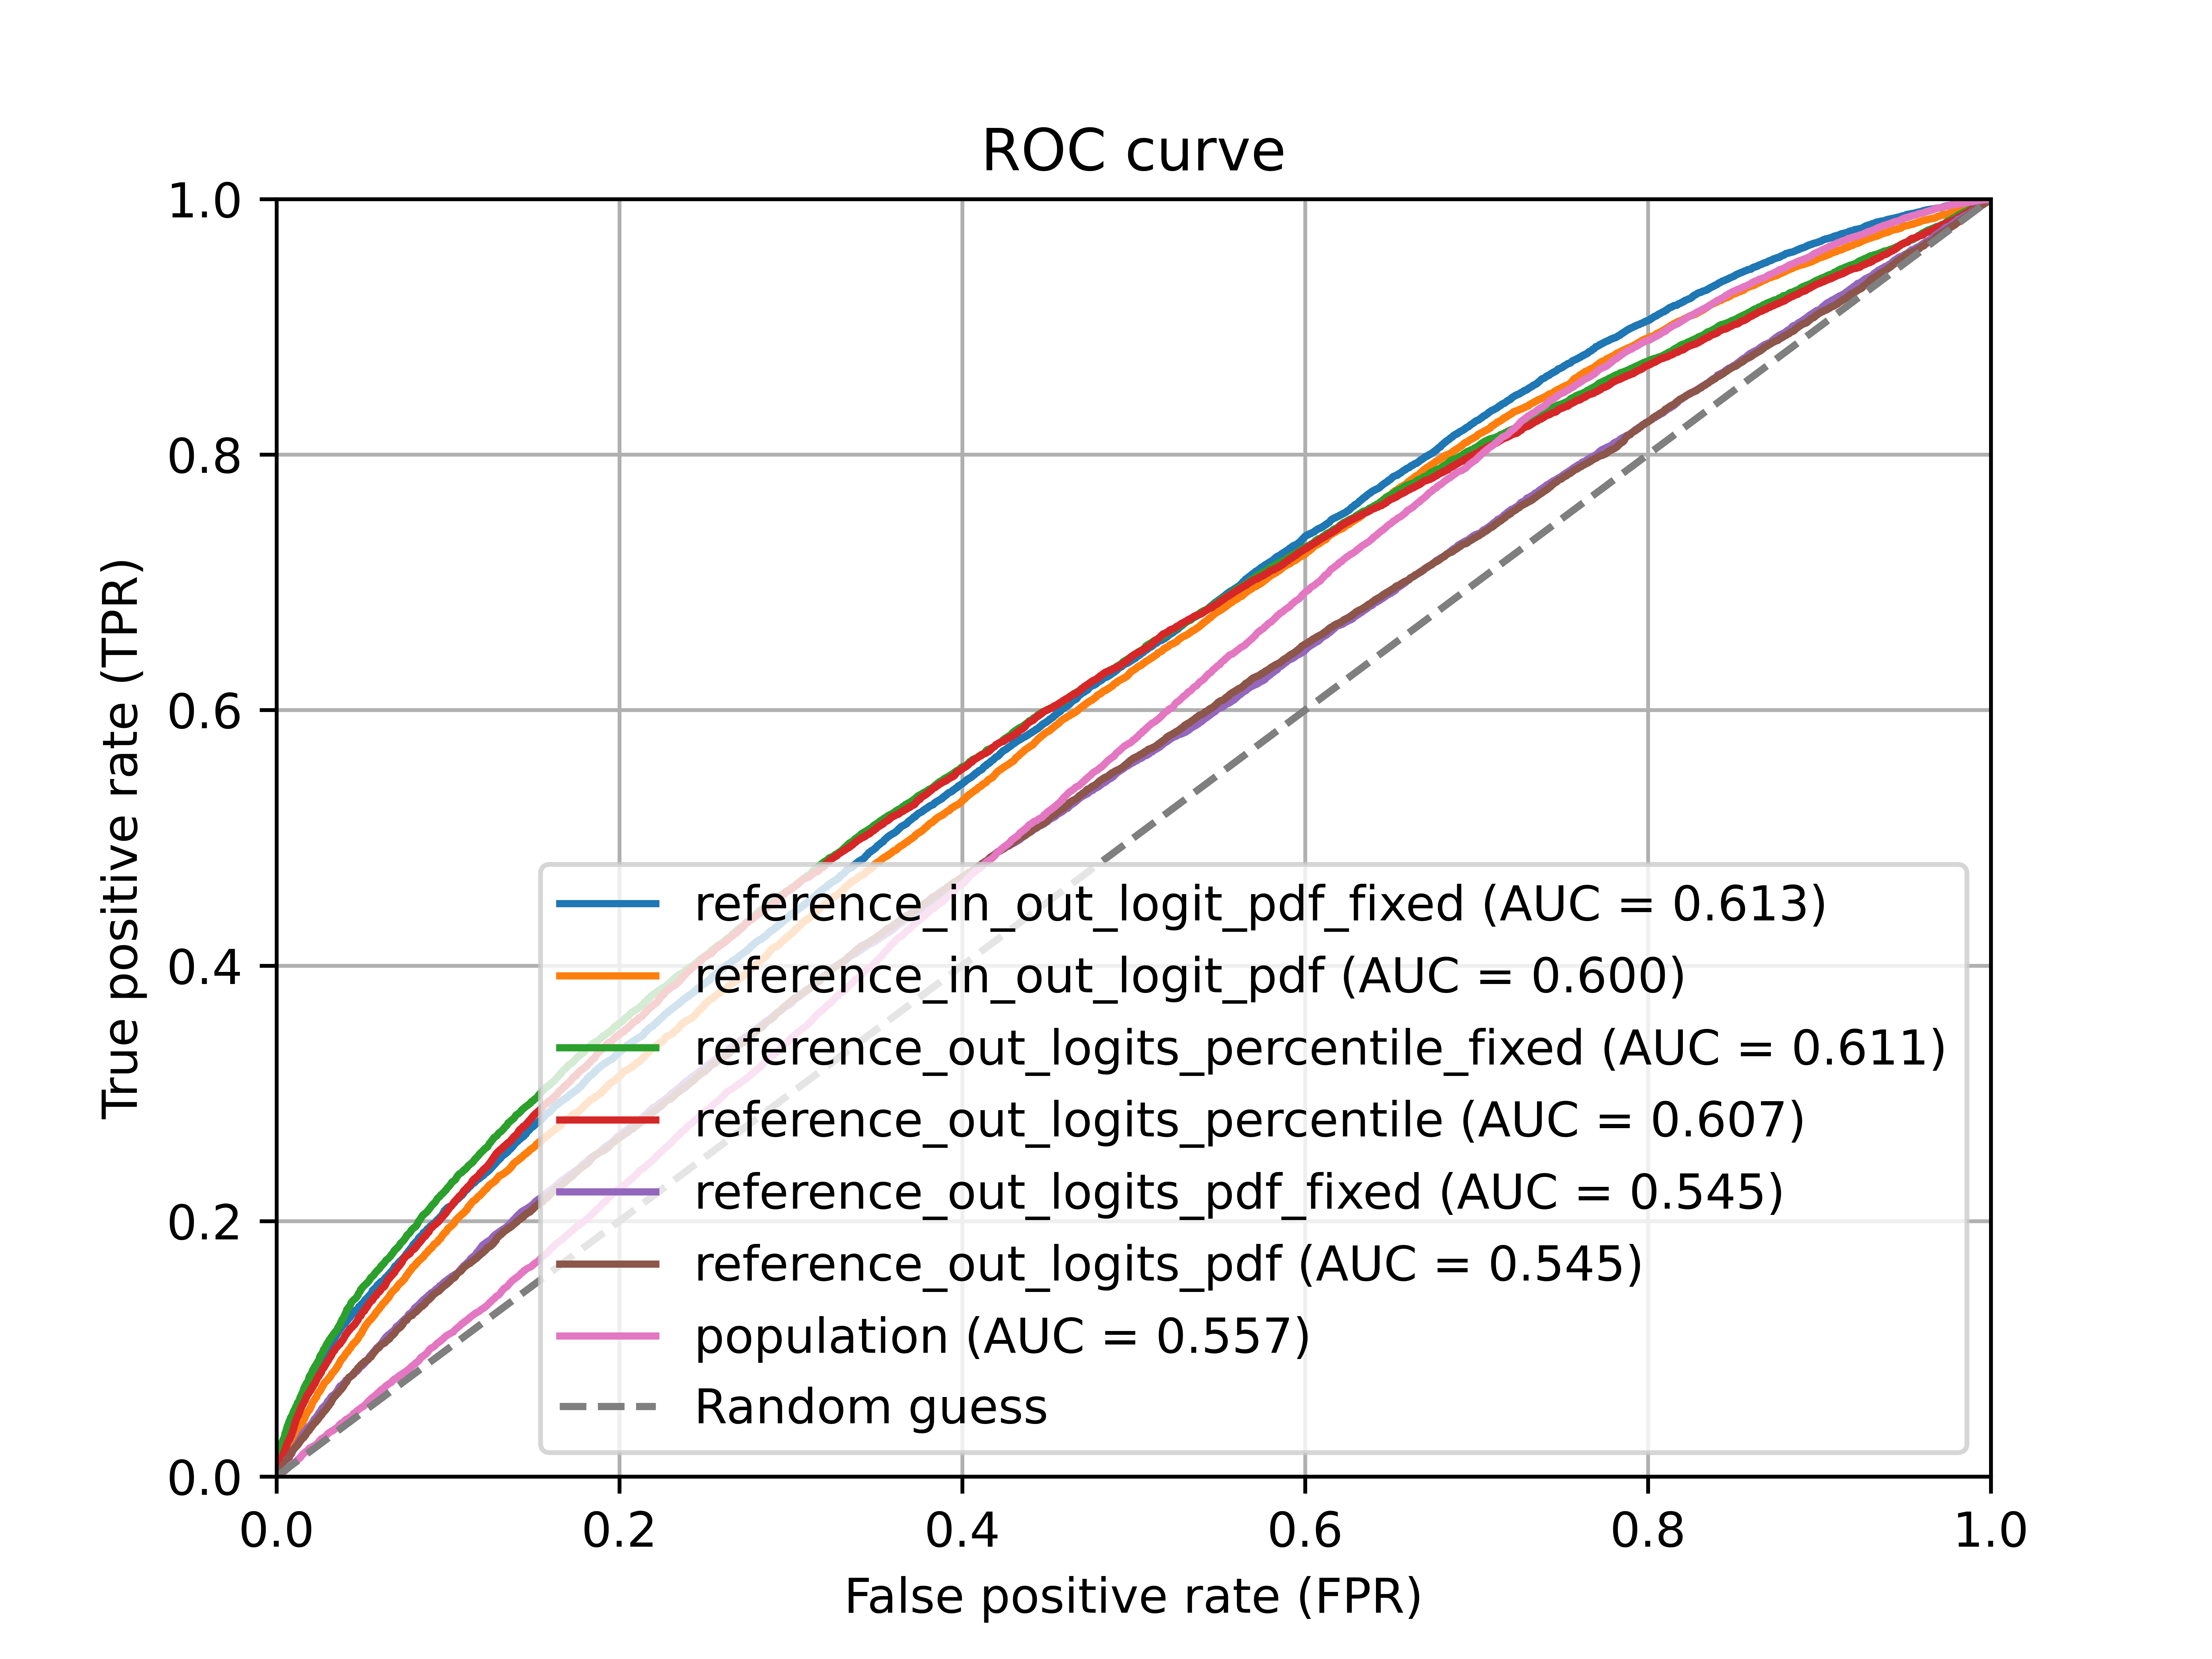 ROC curve
1.0
0.8
0.6
0.4
0.2
0.0
True positive rate (TPR)
reference_in_out_logit_pdf_fixed (AUC = 0.613)
reference_in_out_logit_pdf (AUC = 0.600)
reference_out_logits_percentile_fixed (AUC = 0.611)
reference_out_logits_percentile (AUC = 0.607)
reference_out_logits_pdf_fixed (AUC = 0.545)
reference_out_logits_pdf (AUC = 0.545)
population (AUC = 0.557)
Random guess
0.0 0.2 0.4 0.6 0.8 1.0
False positive rate (FPR)